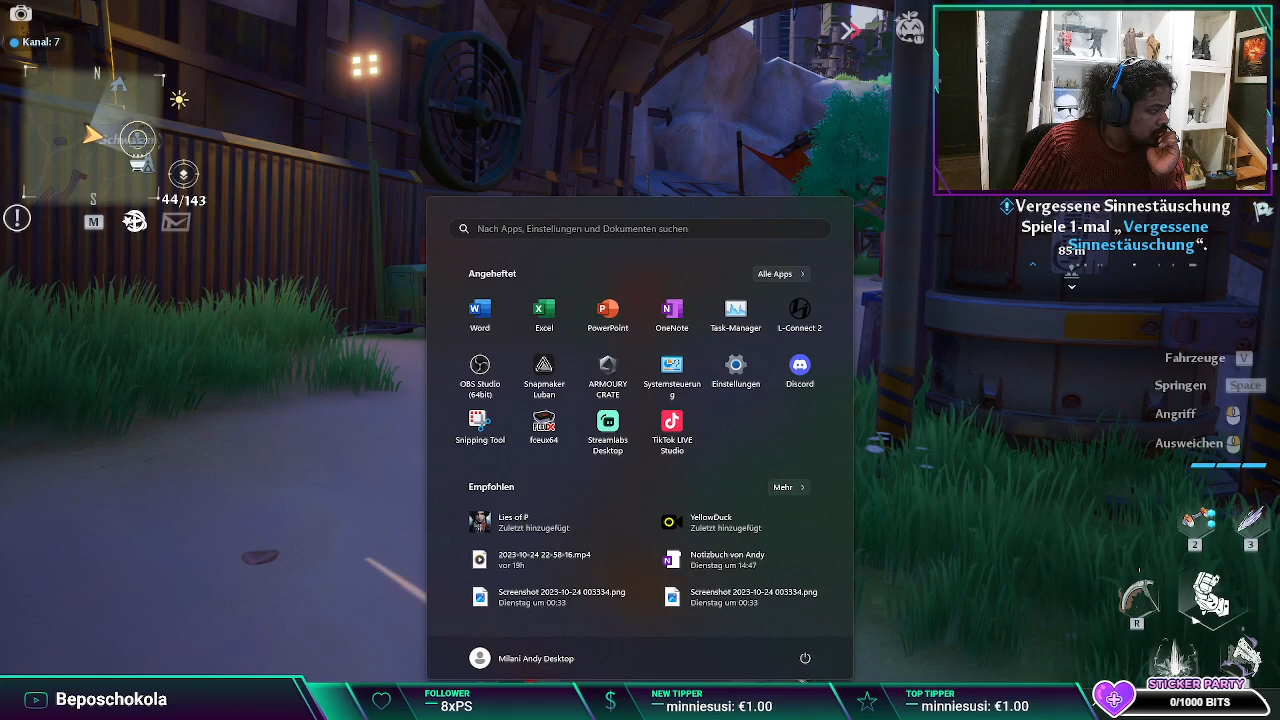 Kanal: 7
N
S
44/143
M
Vergessene Sinnestäuschung
Spiele 1-mal „Vergessene
Sinnestäuschung“.
85 m
Nach Apps, Einstellungen und Dokumenten suchen
Angeheftet
Alle Apps
Word
Excel
PowerPoint
OneNote
Task-Manager
L-Connect 2
OBS Studio
(64bit)
Snapmaker
Luban
ARMOURY
CRATE
Systemsteuerun
g
Einstellungen
Discord
Snipping Tool
fceux64
Streamlabs
Desktop
TikTok LIVE
Studio
Empfohlen
Mehr
Lies of P
Zuletzt hinzugefügt
YellowDuck
Zuletzt hinzugefügt
2023-10-24 22-58-16.mp4
vor 19h
Notizbuch von Andy
Dienstag um 14:47
Screenshot 2023-10-24 003334.png
Dienstag um 00:33
Screenshot 2023-10-24 003334.png
Dienstag um 00:33
Milani Andy Desktop
Fahrzeuge V
Springen Space
Angriff
Ausweichen
2
3
R
Beposchokola
FOLLOWER
8xPS
NEW TIPPER
minniesusi: €1.00
TOP TIPPER
minniesusi: €1.00
STICKER PARTY
0/1000 BITS